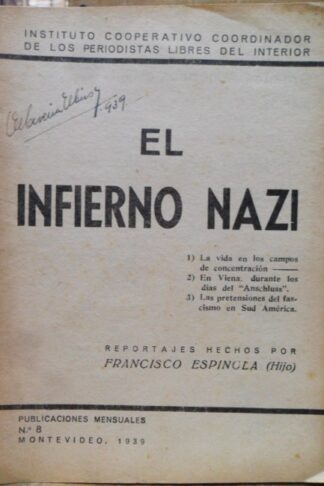 INSTITUTO COOPERATIVO COORDINADOR
DE LOS PERIODISTAS LIBRES DEL INTERIOR
1939
EL
INFIERNO NAZI
1) La vida en los campos
de concentración
2) En Viena, durante los
días del "Anschluss".
3) Las pretensiones del fas-
cismo en Sud América.
REPORTAJES HECHOS POR
FRANCISCO ESPINOLA (Hijo)
PUBLICACIONES MENSUALES
N.º 8
MONTEVIDEO, 1939